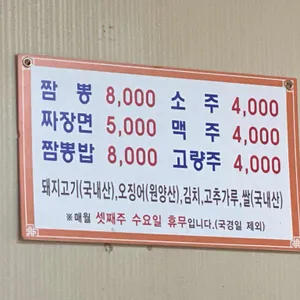 짬 뽕 8,000 소 주 4,000
짜장면 5,000 맥 주 4,000
짬뽕밥 8,000 고량주 4,000
돼지고기(국내산),오징어(원양산),김치,고추가루,쌀(국내산)
※매월 셋째주 수요일 휴무입니다.(국경일 제외)